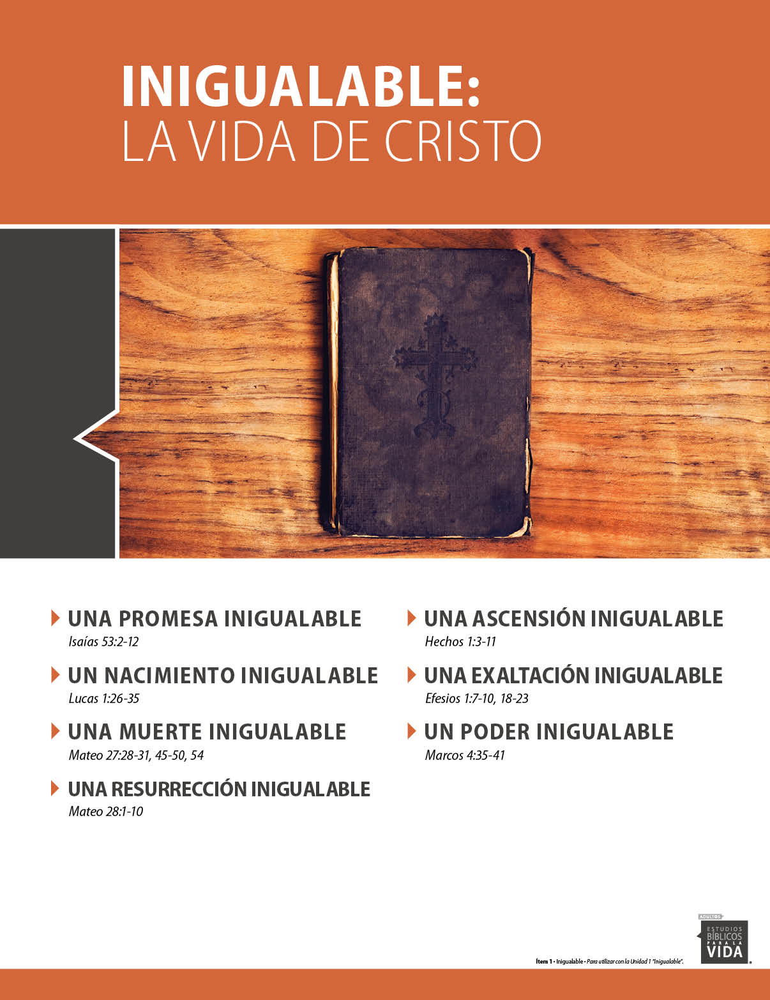 INIGUALABLE:
LA VIDA DE CRISTO
UNA PROMESA INIGUALABLE
Isaías 53:2-12
UN NACIMIENTO INIGUALABLE
Lucas 1:26-35
UNA MUERTE INIGUALABLE
Mateo 27:28-31, 45-50, 54
UNA RESURRECCIÓN INIGUALABLE
Mateo 28:1-10
UNA ASCENSIÓN INIGUALABLE
Hechos 1:3-11
UNA EXALTACIÓN INIGUALABLE
Efesios 1:7-10, 18-23
UN PODER INIGUALABLE
Marcos 4:35-41
ADULTOS
ESTUDIOS
BÍBLICOS
PARA LA
VIDA
Ítem 1 • Inigualable • Para utilizar con la Unidad 1 "Inigualable".